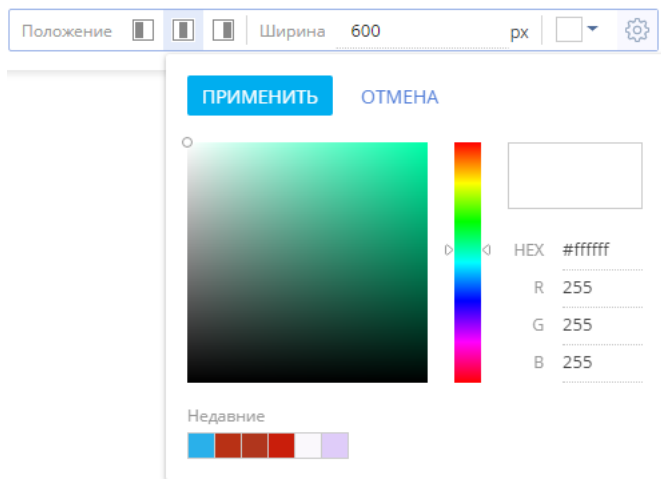 Положение Ширина 600 px
ПРИМЕНИТЬ ОТМЕНА
HEX #ffffff
R 255
G 255
B 255
Недавние